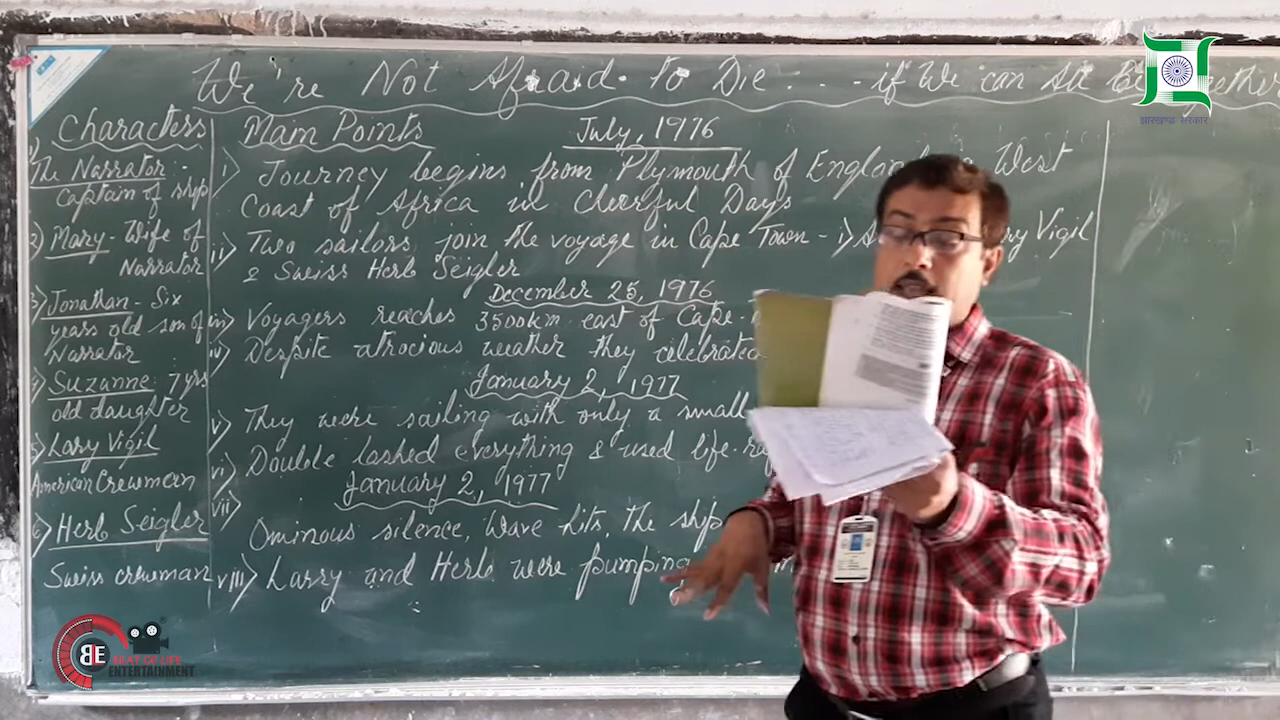 We're Not Afraid to Die... if We can All Be
Characters
1) The Narrator -
Captain of ship
2) Mary - Wife of
Narrator
3) Jonathan - Six
years old son of
Narrator
4) Suzanne 7 yrs
old daughter
5) Lary Vigil
American Crewman
6) Herb Seigler
Swiss crewman
Main Points
July, 1976
i) Journey begins from Plymouth of England West
Coast of Africa in Cheerful Days
ii) Two sailors join the voyage in Cape Town - i) Vigil
& Swiss Herb Seigler
December 25, 1976
iii) Voyagers reaches 3500km east of Cape
iv) Despite atrocious weather they celebrated
January 2, 1977
v) They were sailing with only a small
vi) Double lashed everything & used life-
January 2, 1977
vii)
Ominous silence, wave hits, the ship
viii) Larry and Herb were pumping
झारखण्ड सरकार
BLE
BEAT OF LIFE
ENTERTAINMENT